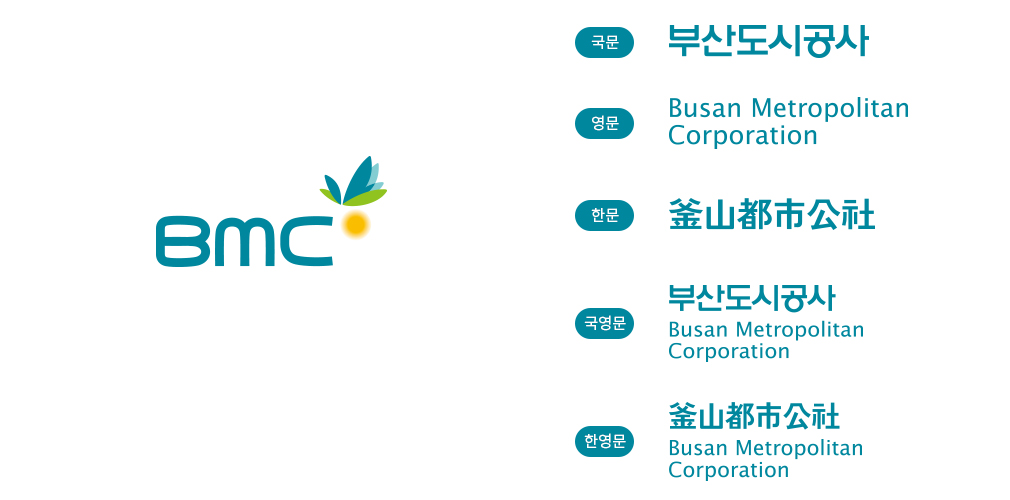 BMC
국문
부산도시공사
영문
Busan Metropolitan
Corporation
한문
釜山都市公社
국영문
부산도시공사
Busan Metropolitan
Corporation
한영문
釜山都市公社
Busan Metropolitan
Corporation